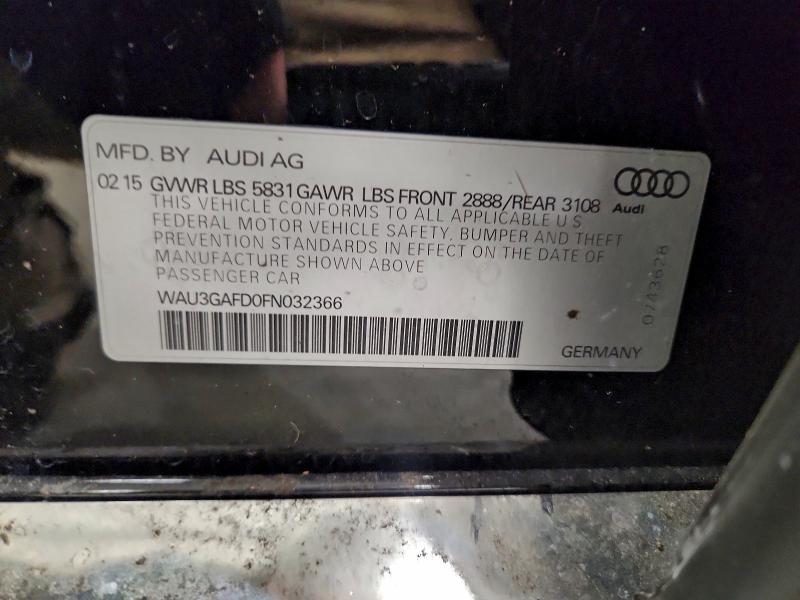 MFD. BY AUDI AG
02 15 GVWR LBS 5831 GAWR LBS FRONT 2888/REAR 3108
Audi
THIS VEHICLE CONFORMS TO ALL APPLICABLE U S
FEDERAL MOTOR VEHICLE SAFETY, BUMPER AND THEFT
PREVENTION STANDARDS IN EFFECT ON THE DATE OF
MANUFACTURE SHOWN ABOVE
PASSENGER CAR
WAU3GAFD0FN032366
GERMANY
0743628